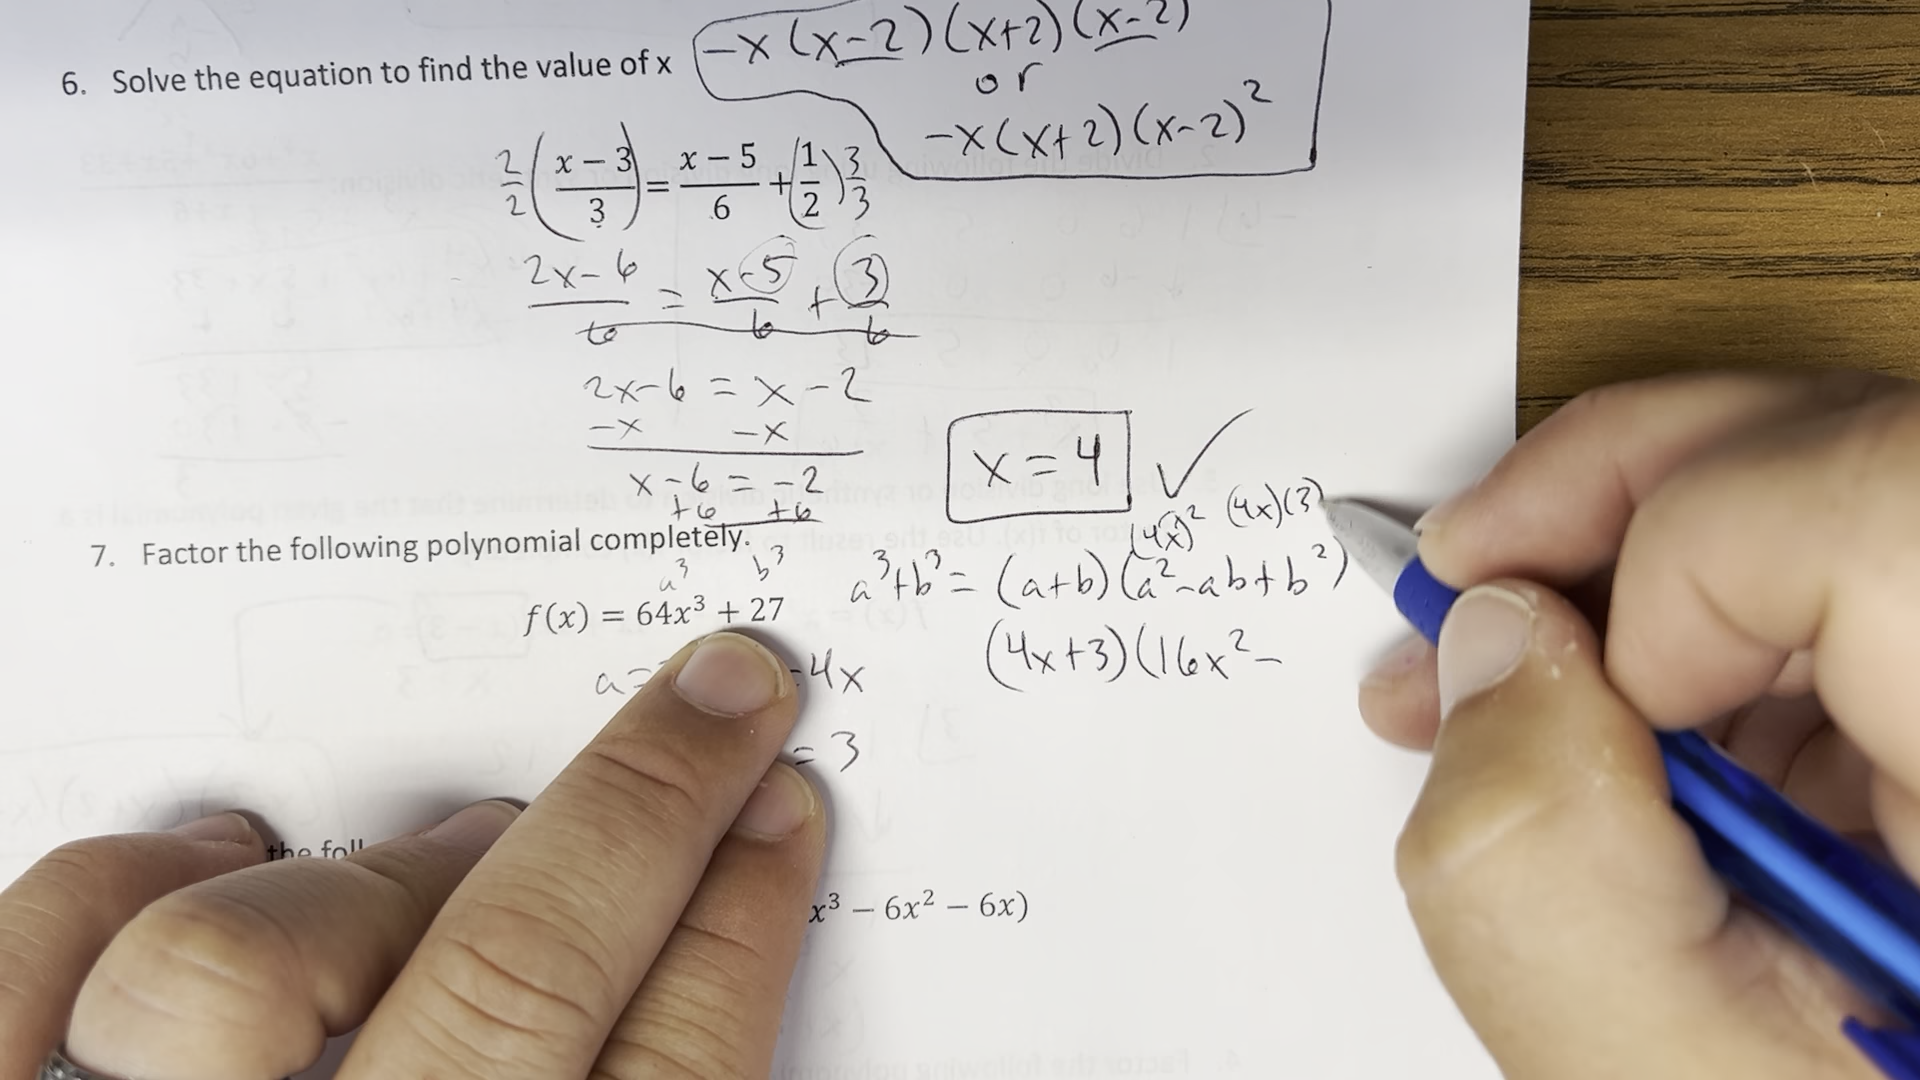 -x(x-2)(x+2)(x-2)
or
-x(x+2)(x-2)²
6. Solve the equation to find the value of x
2/2 ((x − 3)/3) = (x − 5)/6 + (1/2) 3/3
(2x-6)/6 = (x-5)/6 + 3/6
2x-6 = x-2
-x -x
x-6 = -2
+6 +6
x = 4 ✓
7. Factor the following polynomial completely.
(4x)² (4x)(3)
a³ b³
a³+b³ = (a+b)(a²-ab+b²)
f(x) = 64x³ + 27
(4x+3)(16x²-
a= =4x
= 3
the foll
x³ − 6x² − 6x)